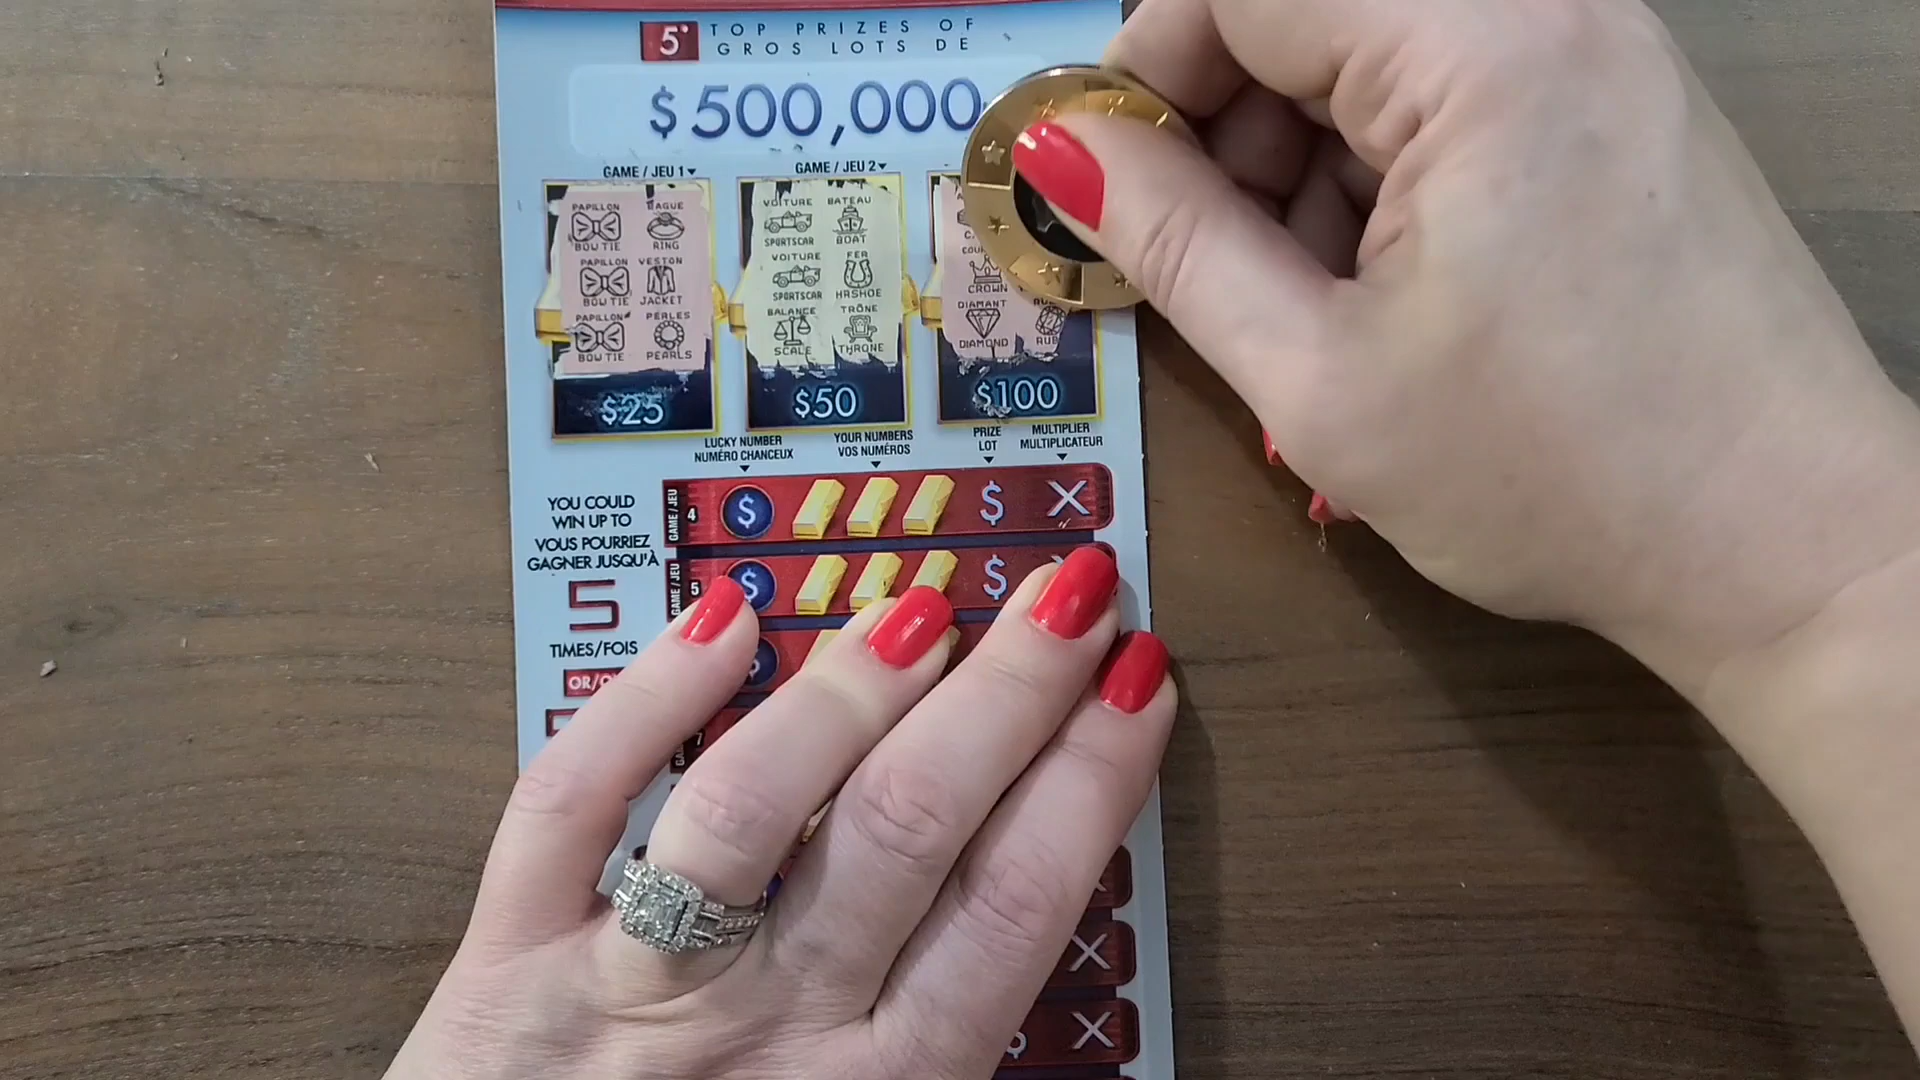 5* TOP PRIZES OF
GROS LOTS DE
$500,000
GAME / JEU 1
GAME / JEU 2
PAPILLON BAGUE
BOW TIE RING
PAPILLON VESTON
BOW TIE JACKET
PAPILLON PERLES
BOW TIE PEARLS
$25
VOITURE BATEAU
SPORTSCAR BOAT
VOITURE FER
SPORTSCAR HRSHOE
BALANCE TRÔNE
SCALE THRONE
$50
CROWN
DIAMANT
DIAMOND
$100
LUCKY NUMBER
NUMÉRO CHANCEUX
YOUR NUMBERS
VOS NUMÉROS
PRIZE
LOT
MULTIPLIER
MULTIPLICATEUR
YOU COULD
WIN UP TO
VOUS POURRIEZ
GAGNER JUSQU'À
5
TIMES/FOIS
GAME / JEU 4 $ $ X
GAME / JEU 5 $ $
7
X
$ X